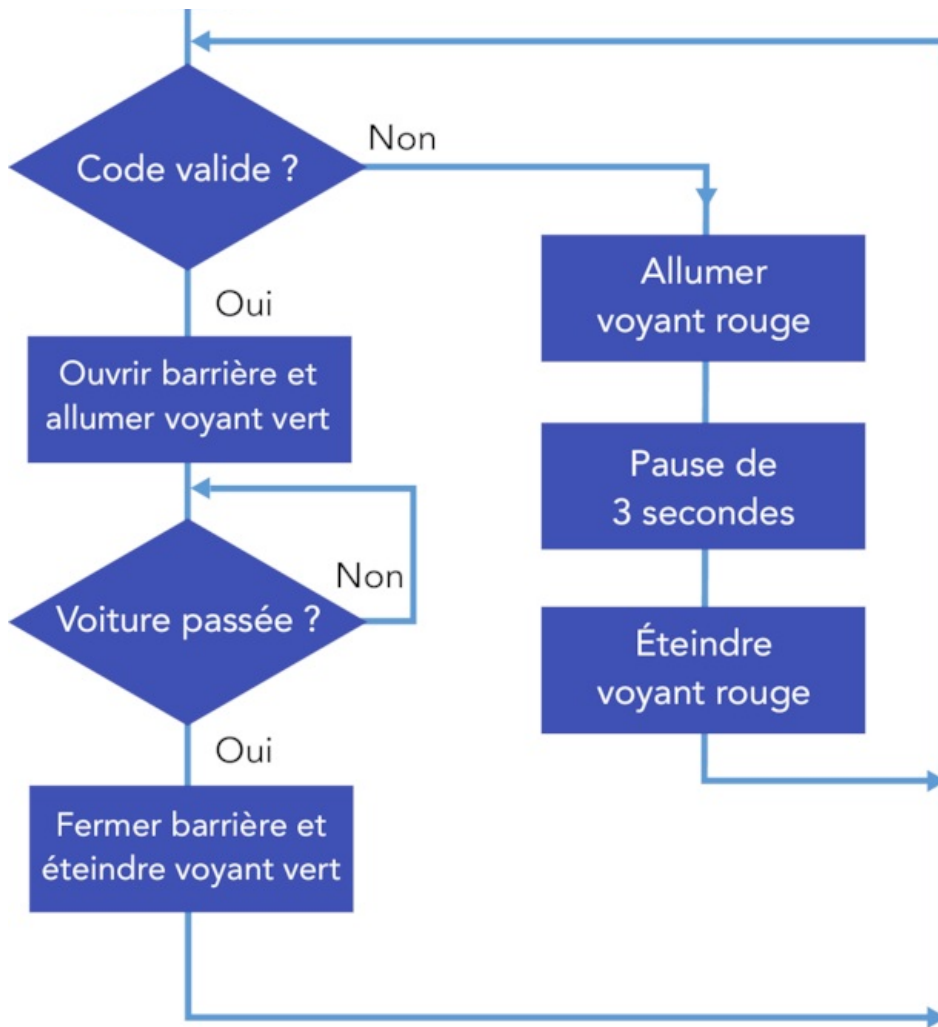 Code valide ?
Non
Oui
Allumer
voyant rouge
Ouvrir barrière et
allumer voyant vert
Pause de
3 secondes
Non
Voiture passée ?
Éteindre
voyant rouge
Oui
Fermer barrière et
éteindre voyant vert